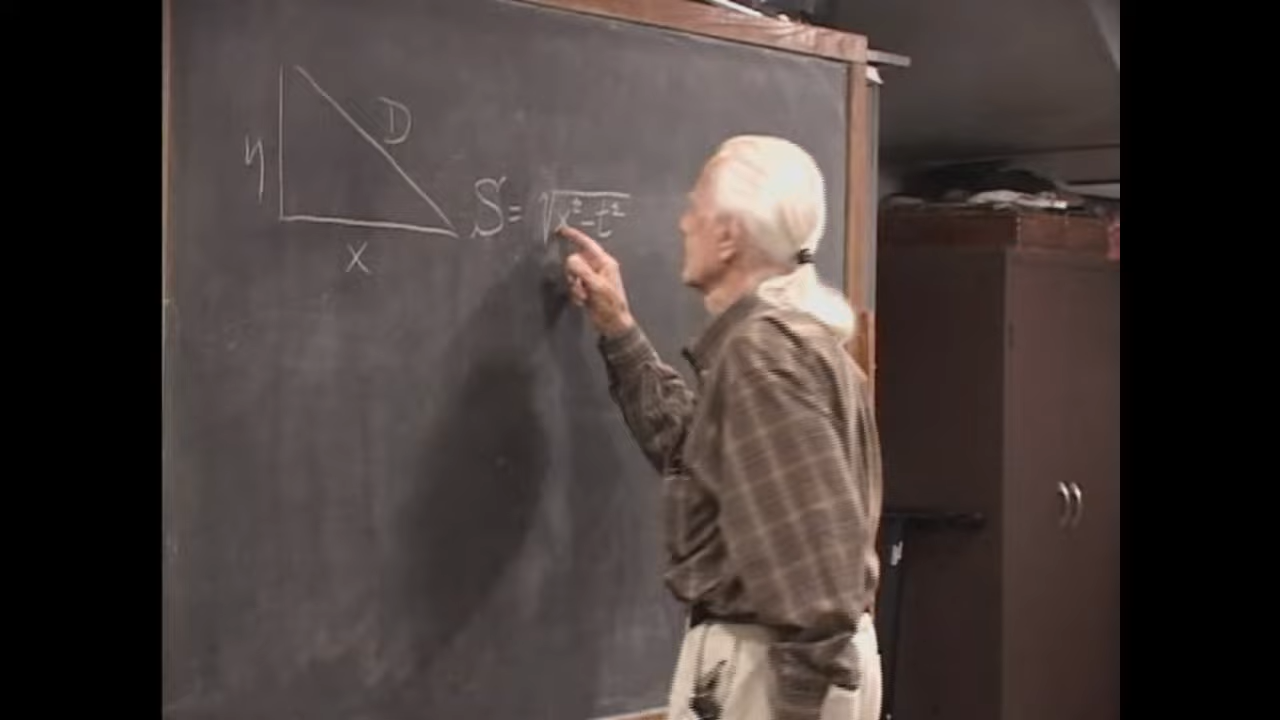 D
y
S = √x²-t²
x